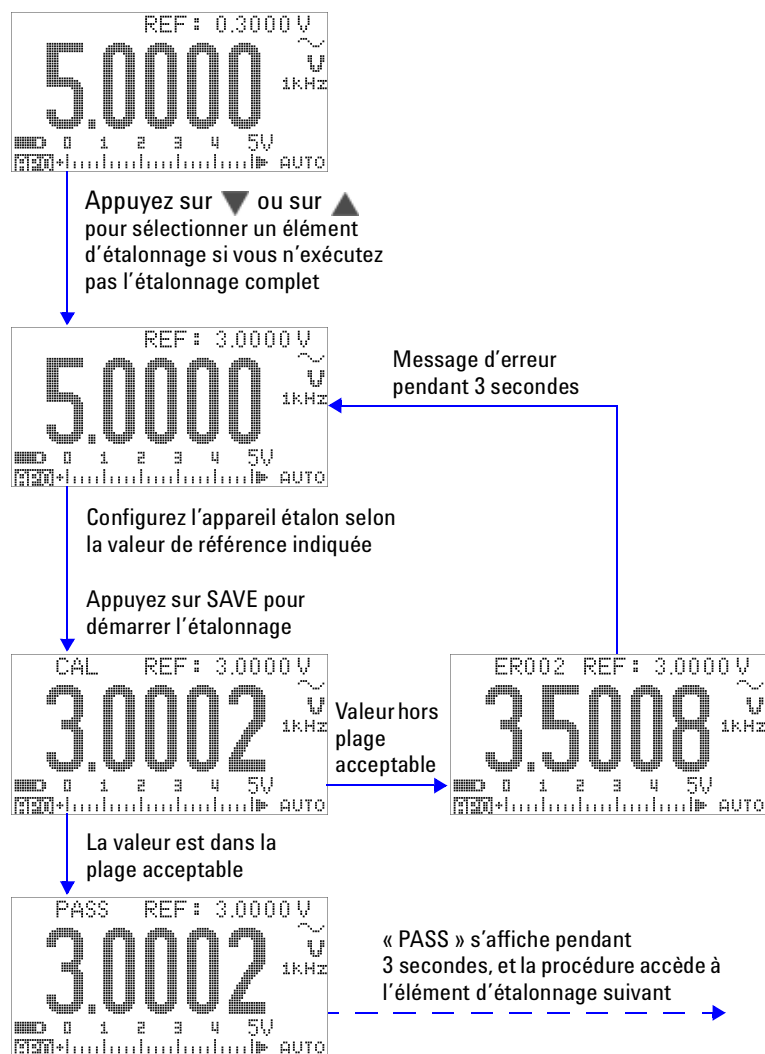 REF: 0.3000 V
5.0000
V
1kHz
0 1 2 3 4 5V
APO AUTO
Appuyez sur ▼ ou sur ▲
pour sélectionner un élément
d’étalonnage si vous n’exécutez
pas l’étalonnage complet
REF: 3.0000 V
5.0000
V
1kHz
0 1 2 3 4 5V
APO AUTO
Message d’erreur
pendant 3 secondes
Configurez l’appareil étalon selon
la valeur de référence indiquée
Appuyez sur SAVE pour
démarrer l’étalonnage
CAL REF: 3.0000 V
3.0002
V
1kHz
0 1 2 3 4 5V
APO AUTO
Valeur hors
plage
acceptable
ER002 REF: 3.0000 V
3.5008
V
1kHz
0 1 2 3 4 5V
APO AUTO
La valeur est dans la
plage acceptable
PASS REF: 3.0000 V
3.0002
V
1kHz
0 1 2 3 4 5V
APO AUTO
« PASS » s’affiche pendant
3 secondes, et la procédure accède à
l’élément d’étalonnage suivant